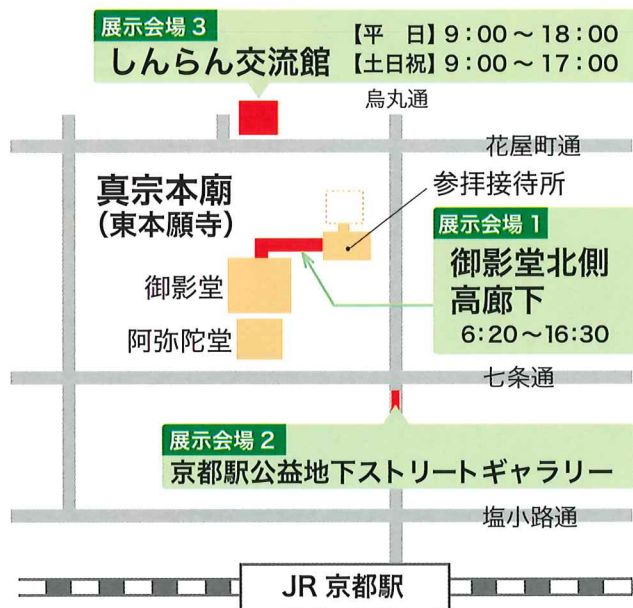 展示会場 3
しんらん交流館
【平　日】9:00～18:00
【土日祝】9:00～17:00
烏丸通
花屋町通
真宗本廟
（東本願寺）
参拝接待所
展示会場 1
御影堂北側
高廊下
6:20～16:30
御影堂
阿弥陀堂
七条通
展示会場 2
京都駅公益地下ストリートギャラリー
塩小路通
JR 京都駅